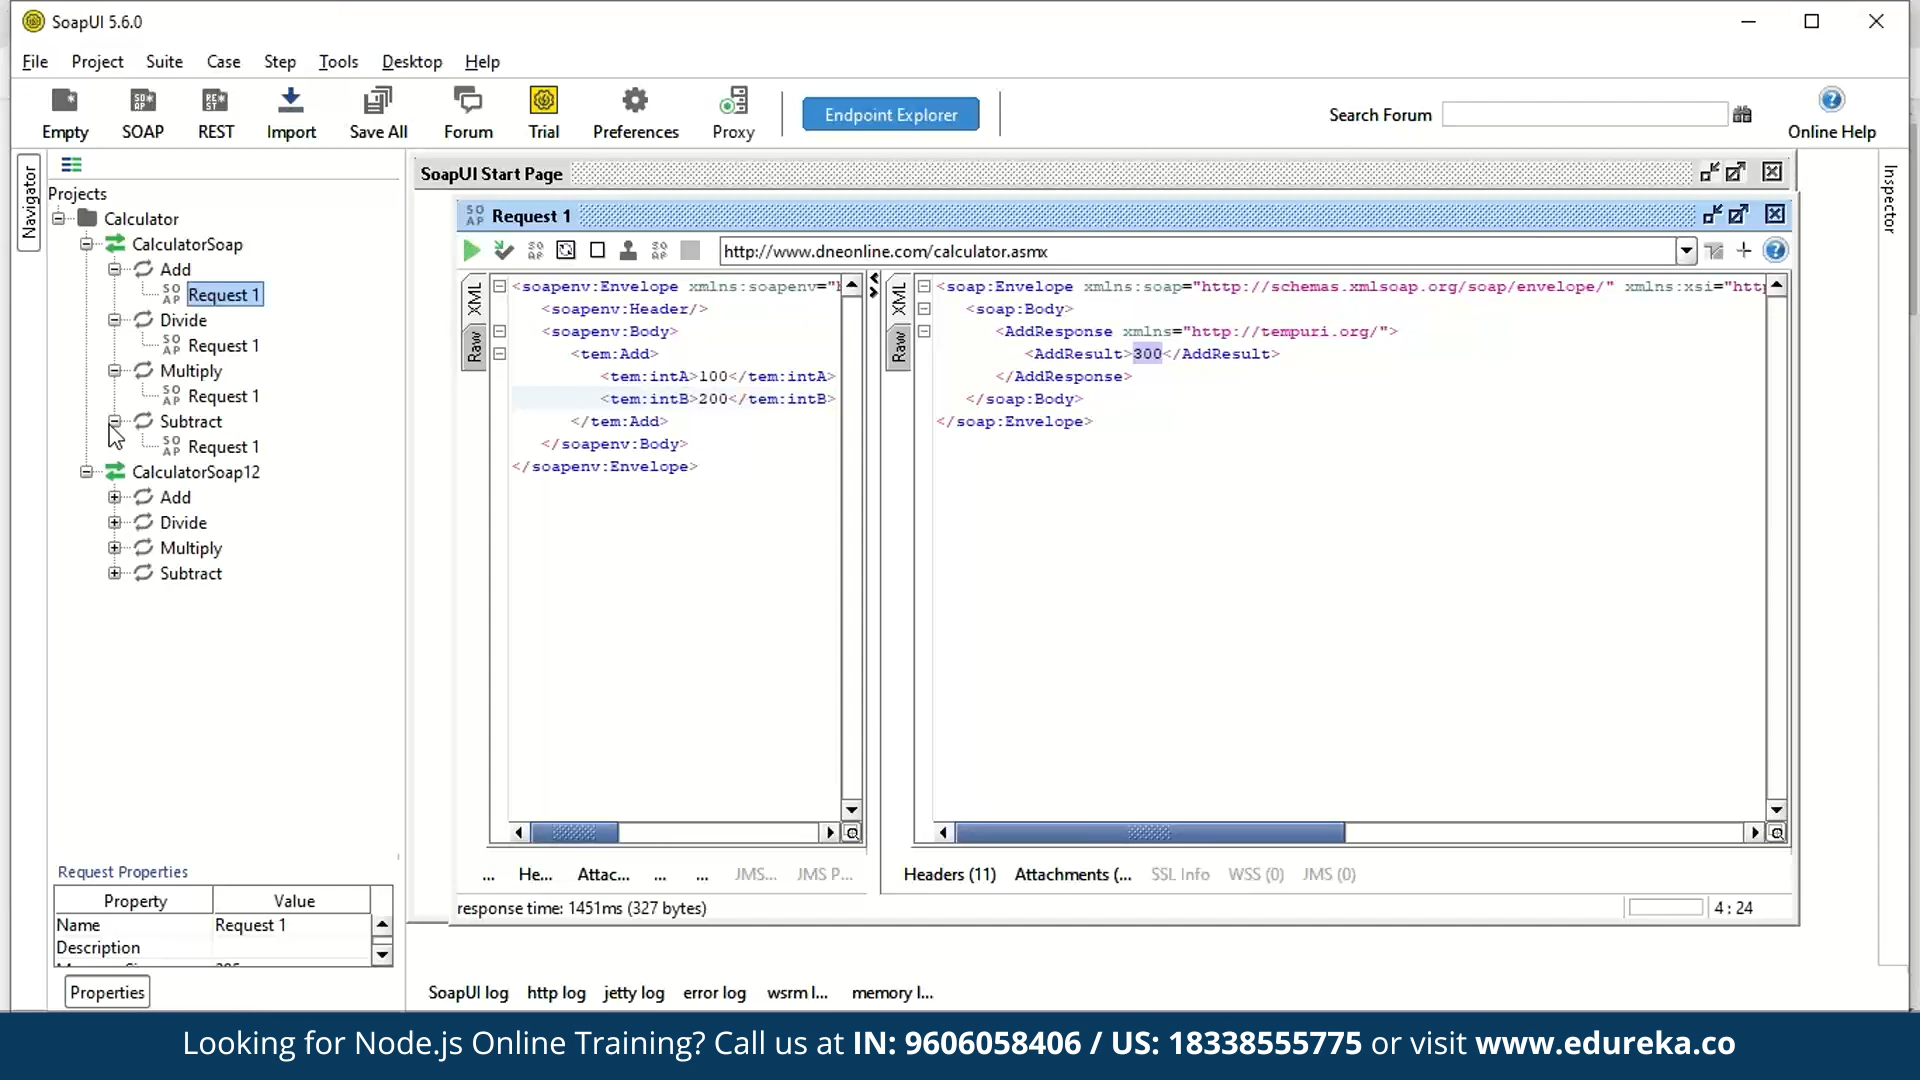 SoapUI 5.6.0
File Project Suite Case Step Tools Desktop Help
Empty SOAP REST Import Save All Forum Trial Preferences Proxy Endpoint Explorer Search Forum Online Help
Navigator
Projects
Calculator
CalculatorSoap
Add
Request 1
Divide
Request 1
Multiply
Request 1
Subtract
Request 1
CalculatorSoap12
Add
Divide
Multiply
Subtract
Request Properties
Property Value
Name Request 1
Description
Properties
SoapUI Start Page
Request 1
http://www.dneonline.com/calculator.asmx
XML
Raw
<soapenv:Envelope xmlns:soapenv="
<soapenv:Header/>
<soapenv:Body>
<tem:Add>
<tem:intA>100</tem:intA>
<tem:intB>200</tem:intB>
</tem:Add>
</soapenv:Body>
</soapenv:Envelope>
... He... Attac... ... ... JMS... JMS P...
XML
Raw
<soap:Envelope xmlns:soap="http://schemas.xmlsoap.org/soap/envelope/" xmlns:xsi="htt
<soap:Body>
<AddResponse xmlns="http://tempuri.org/">
<AddResult>300</AddResult>
</AddResponse>
</soap:Body>
</soap:Envelope>
Headers (11) Attachments (... SSL Info WSS (0) JMS (0)
response time: 1451ms (327 bytes) 4 : 24
SoapUI log http log jetty log error log wsrm l... memory l...
Inspector
Looking for Node.js Online Training? Call us at IN: 9606058406 / US: 18338555775 or visit www.edureka.co